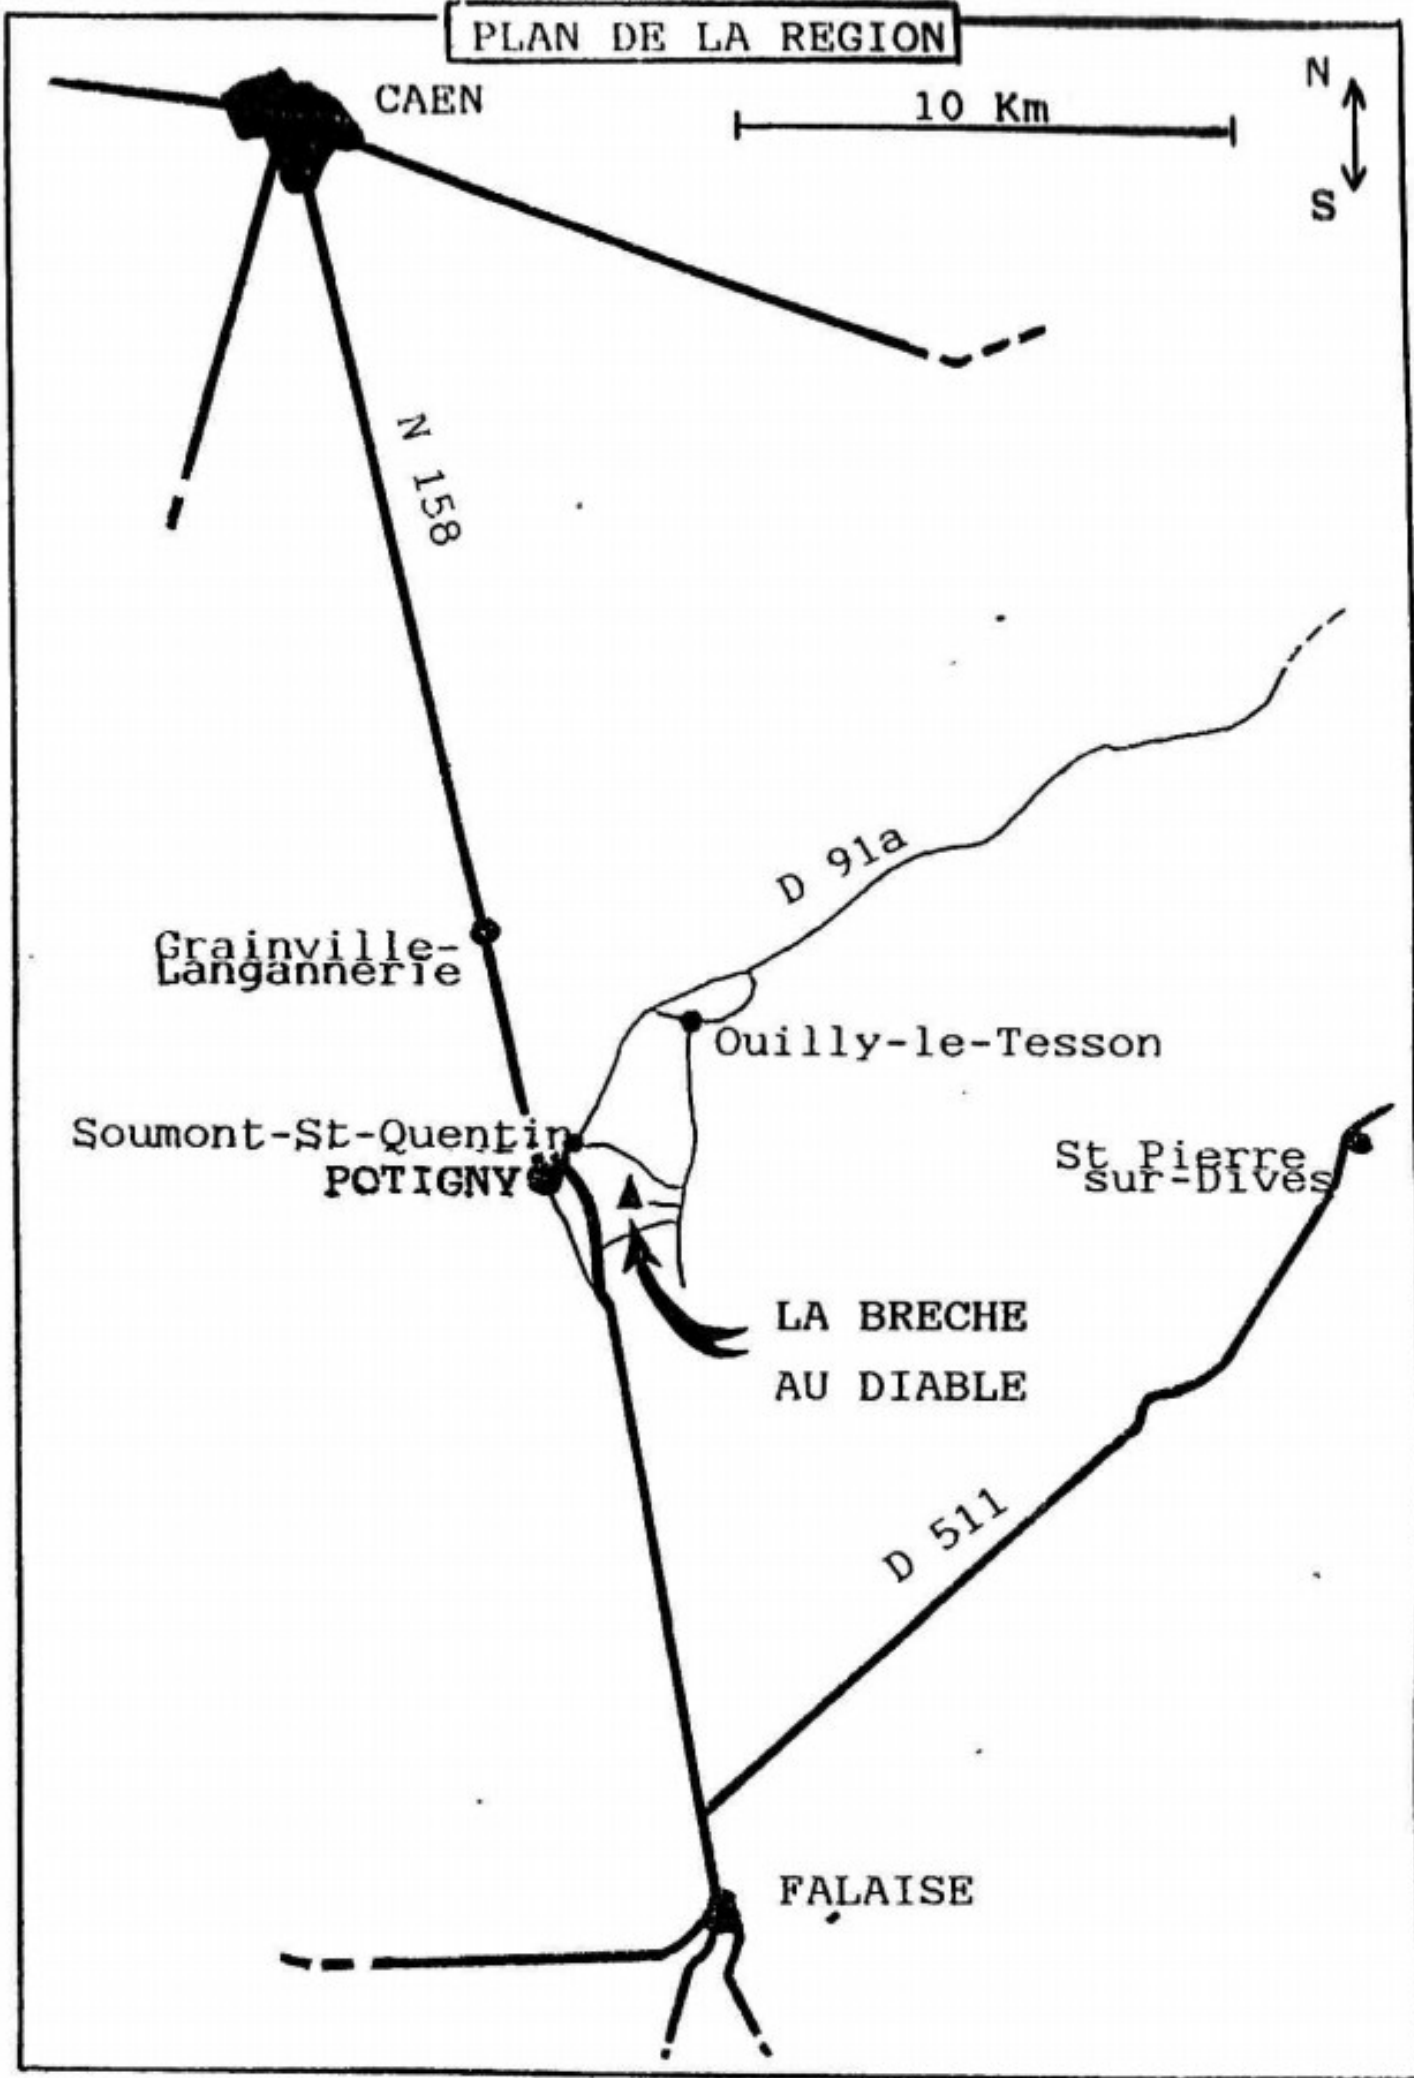 PLAN DE LA REGION
CAEN
10 Km
N
S
N 158
D 91a
Grainville-
Langannerie
Ouilly-le-Tesson
Soumont-St-Quentin
POTIGNY
St Pierre
sur-Dives
LA BRECHE
AU DIABLE
D 511
FALAISE